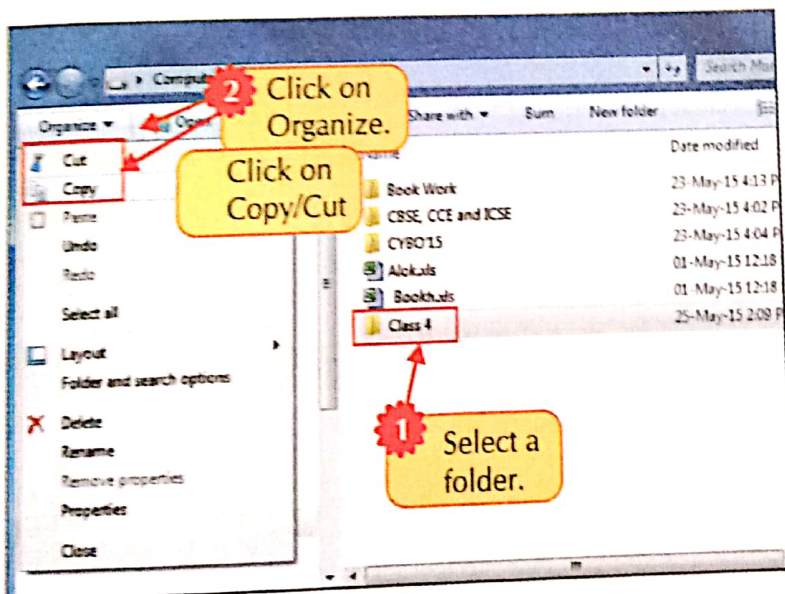 Comput
Search
2 Click on
Organize.
Organize
Open
Share with
Burn
New folder
Cut
Copy
Click on
Copy/Cut
Paste
Undo
Redo
Select all
Layout
Folder and search options
Delete
Rename
Remove properties
Properties
Close
Name
Date modified
Book Work
23-May-15 4:13 P
CBSE, CCE and ICSE
23-May-15 4:02 P
CYBO'15
23-May-15 4:04 P
Alok.xls
01-May-15 12:18
Bookh.xls
01-May-15 12:18
Class 4
25-May-15 2:09 P
1 Select a
folder.